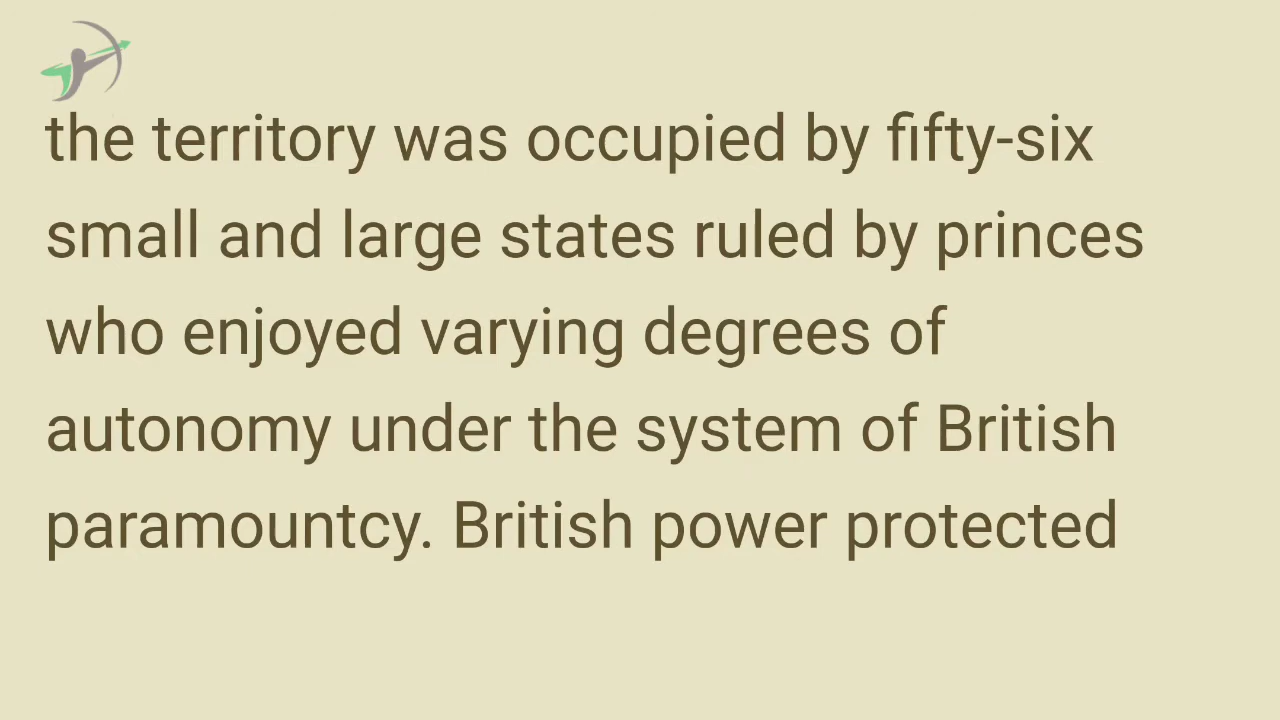 the territory was occupied by fifty-six
small and large states ruled by princes
who enjoyed varying degrees of
autonomy under the system of British
paramountcy. British power protected